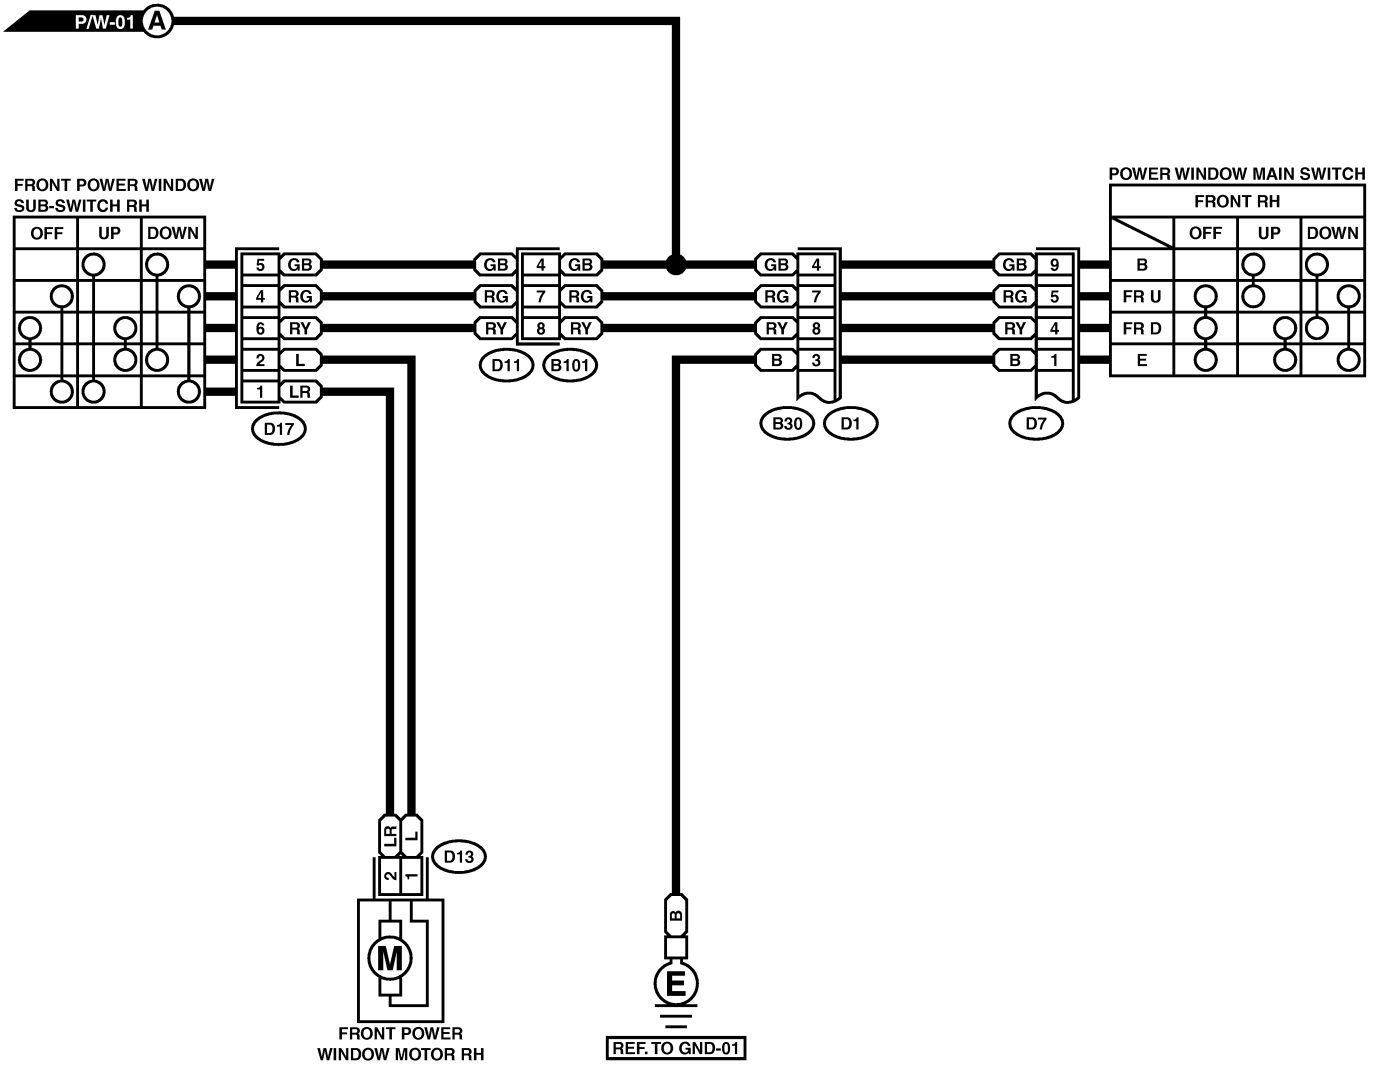 P/W-01 A
POWER WINDOW MAIN SWITCH
FRONT RH
OFF UP DOWN
FRONT POWER WINDOW
SUB-SWITCH RH
OFF UP DOWN
5 GB GB 4 GB GB 4 GB 9 B
4 RG RG 7 RG RG 7 RG 5 FR U
6 RY RY 8 RY RY 8 RY 4 FR D
2 L B 3 B 1 E
1 LR
D11 B101
D17
B30 D1
D7
LR L
2 1
D13
M
FRONT POWER
WINDOW MOTOR RH
B
E
REF. TO GND-01